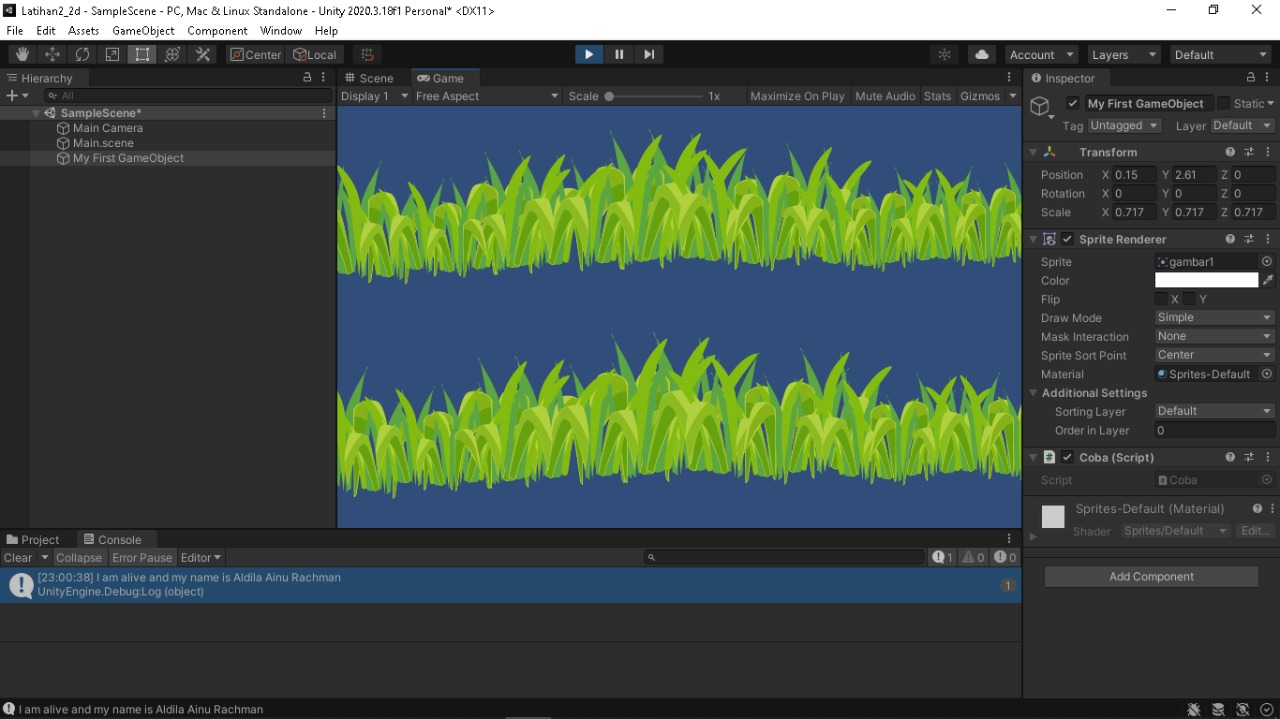 Latihan2_2d - SampleScene - PC, Mac & Linux Standalone - Unity 2020.3.18f1 Personal* <DX11>
File Edit Assets GameObject Component Window Help
Center Local Account Layers Default
Hierarchy
All
SampleScene*
Main Camera
Main.scene
My First GameObject
Scene Game
Display 1 Free Aspect Scale 1x Maximize On Play Mute Audio Stats Gizmos
Inspector
My First GameObject Static
Tag Untagged Layer Default
Transform
Position X 0.15 Y 2.61 Z 0
Rotation X 0 Y 0 Z 0
Scale X 0.717 Y 0.717 Z 0.717
Sprite Renderer
Sprite gambar1
Color
Flip X Y
Draw Mode Simple
Mask Interaction None
Sprite Sort Point Center
Material Sprites-Default
Additional Settings
Sorting Layer Default
Order in Layer 0
Coba (Script)
Script Coba
Sprites-Default (Material)
Shader Sprites/Default Edit...
Add Component
Project Console
Clear Collapse Error Pause Editor 1 0 0
[23:00:38] I am alive and my name is Aldila Ainu Rachman
UnityEngine.Debug:Log (object)
1
I am alive and my name is Aldila Ainu Rachman